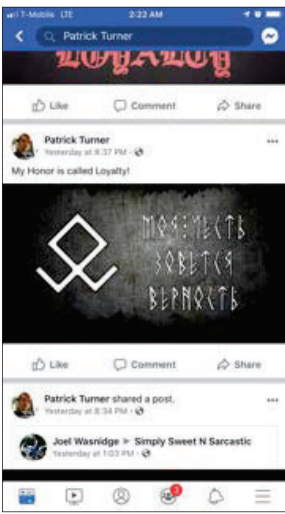 T-Mobile LTE 2:22 AM
Patrick Turner
LOYALTY
Like Comment Share
Patrick Turner
Yesterday at 8:37 PM
My Honor is called Loyalty!
МОЯ ЧЕСТЬ
ЗОВЕТСЯ
ВЕРНОСТЬ
Like Comment Share
Patrick Turner shared a post.
Yesterday at 8:34 PM
Joel Wasnidge ▸ Simply Sweet N Sarcastic
Yesterday at 1:03 PM
3